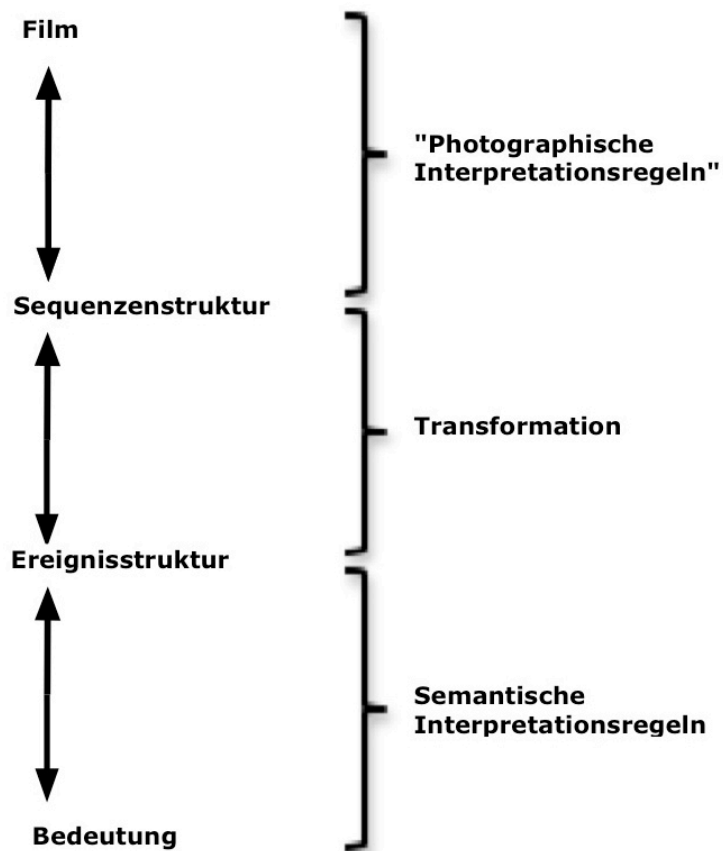 Film
"Photographische
Interpretationsregeln"
Sequenzenstruktur
Transformation
Ereignisstruktur
Semantische
Interpretationsregeln
Bedeutung